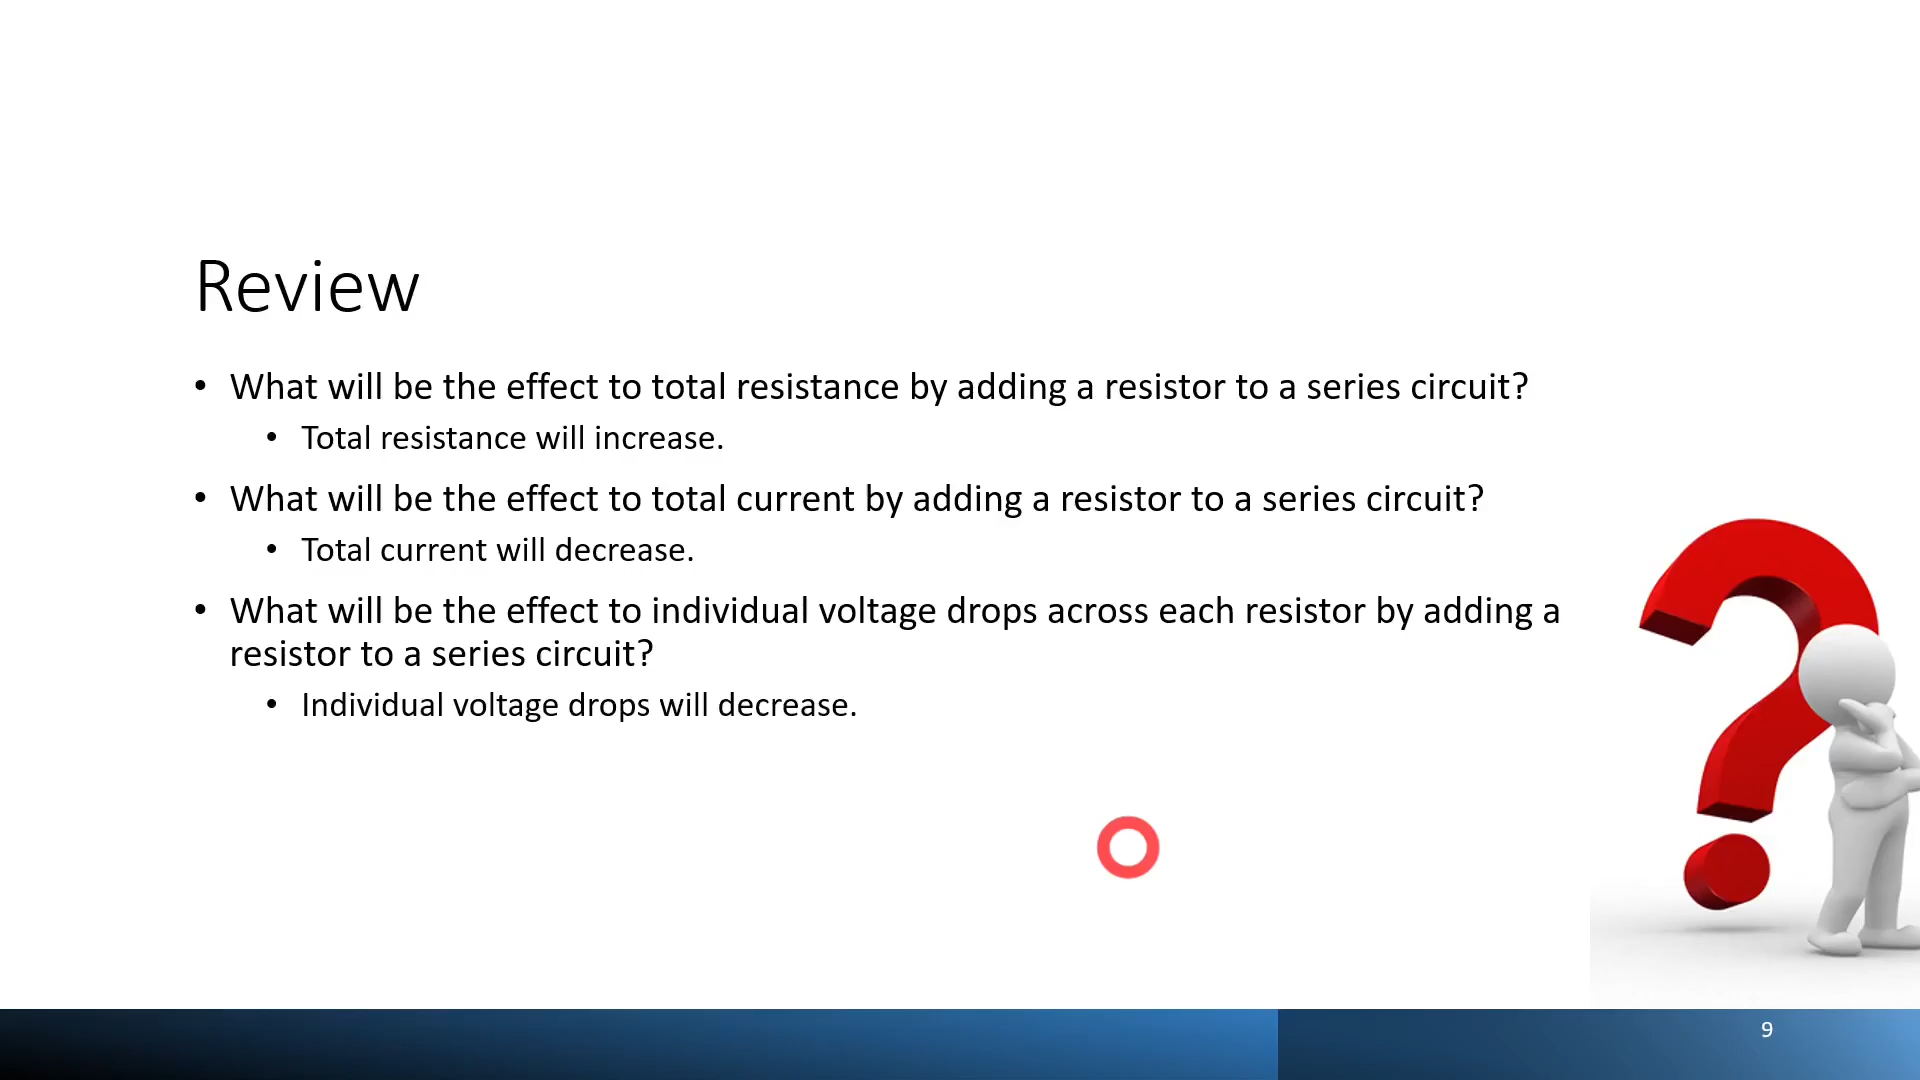 Review
• What will be the effect to total resistance by adding a resistor to a series circuit?
• Total resistance will increase.
• What will be the effect to total current by adding a resistor to a series circuit?
• Total current will decrease.
• What will be the effect to individual voltage drops across each resistor by adding a
resistor to a series circuit?
• Individual voltage drops will decrease.
9